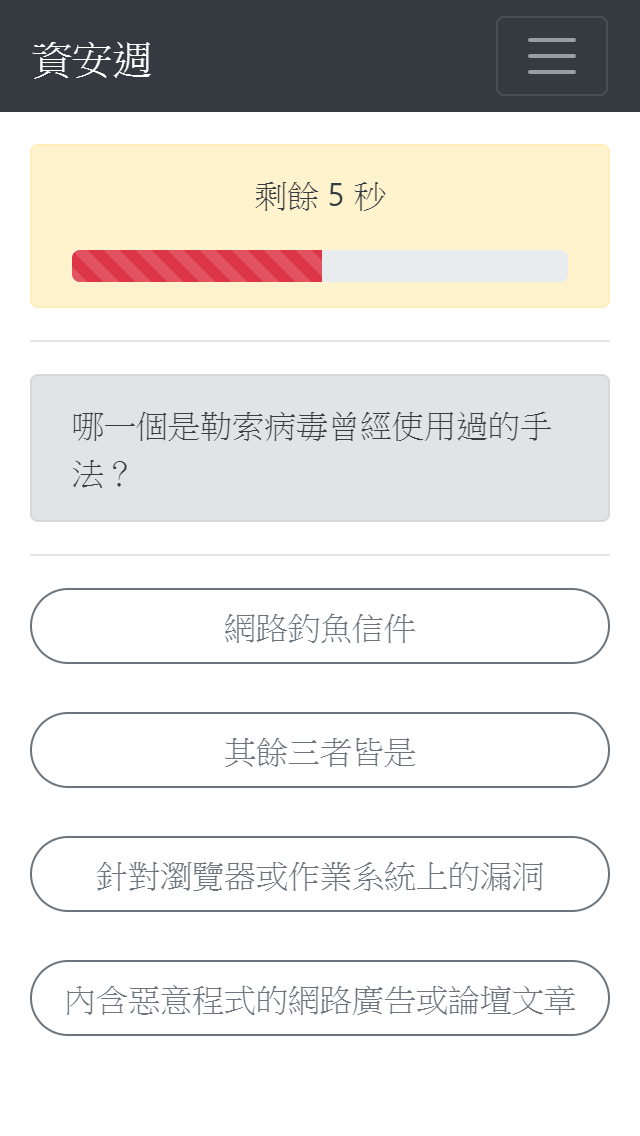 資安週
剩餘 5 秒
哪一個是勒索病毒曾經使用過的手
法？
網路釣魚信件
其餘三者皆是
針對瀏覽器或作業系統上的漏洞
內含惡意程式的網路廣告或論壇文章